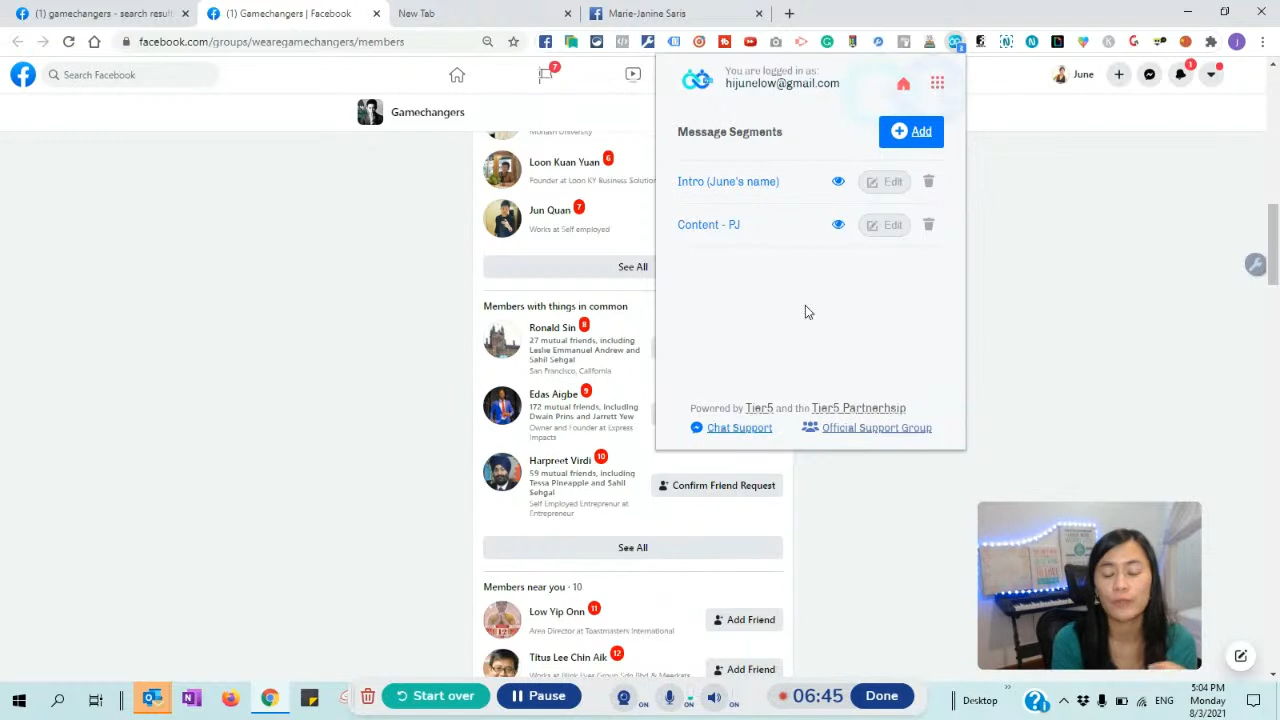 (1) gamechangers - search results
(1) Gamechangers | Facebook
New Tab
Marie-Jonine Saris
facebook.com/groups/wearegamechangers/members
Search Facebook
7
June
1
Gamechangers
Monash University
Loon Kuan Yuan 6
Founder at Loon KY Business Solution
Jun Quan 7
Works at Self employed
See All
Members with things in common
Ronald Sin 8
27 mutual friends, including
Leslie Emmanuel Andrew and
Sahil Sehgal
San Francisco, California
Edas Aigbe 9
172 mutual friends, including
Dwain Prins and Jarrett Yew
Owner and Founder at Express
Impacts
Harpreet Virdi 10
59 mutual friends, including
Tessa Pineapple and Sahil
Sehgal
Self Employed Entreprenur at
Entrepreneur
Confirm Friend Request
See All
Members near you · 10
Low Yip Onn 11
Area Director at Toastmasters International
Add Friend
Titus Lee Chin Aik 12
Add Friend
You are logged in as:
hijunelow@gmail.com
Message Segments
Add
Intro (June's name)
Edit
Content - PJ
Edit
Powered by Tier5 and the Tier5 Partnerhsip
Chat Support
Official Support Group
Start over
Pause
ON
ON
ON
06:45
Done
Desktop
ENG
5:04 PM
Monday
8/3/2021